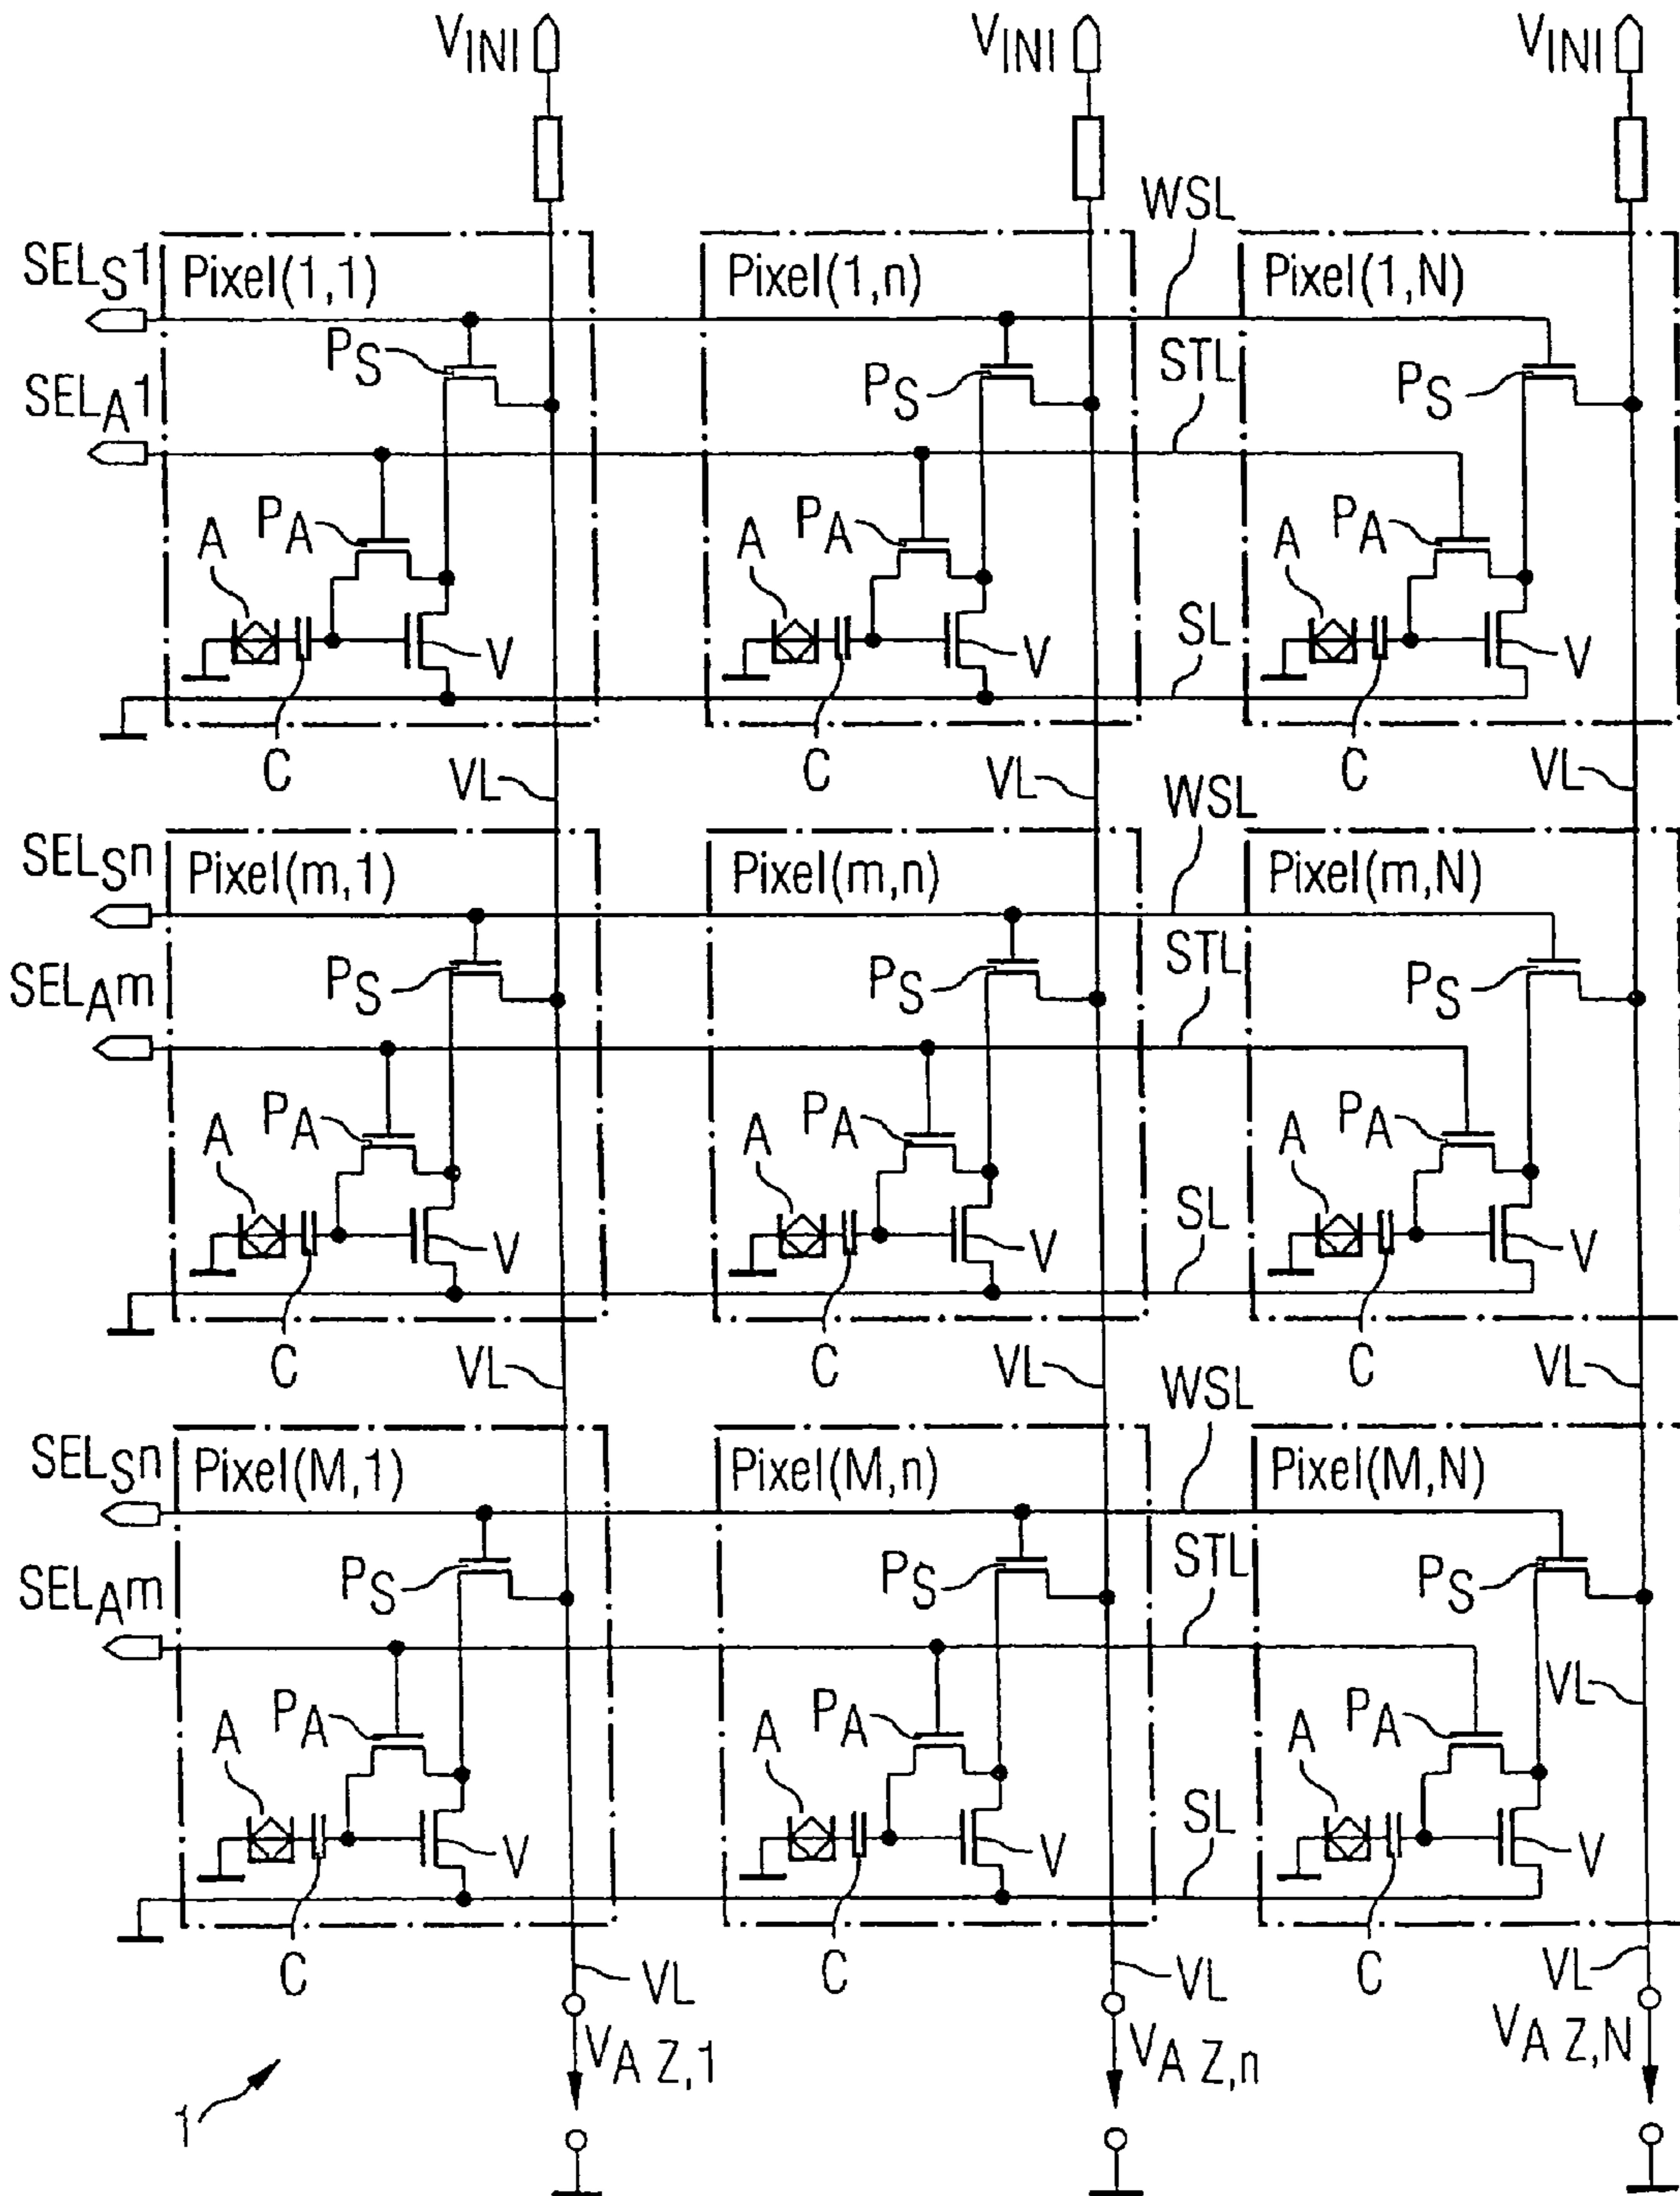 VINI VINI VINI
WSL
SELS1 Pixel(1,1) Pixel(1,n) Pixel(1,N)
PS PS STL PS
SELA1
A PA A PA A PA
V V SL V
C C C
VL VL WSL VL
SELSn Pixel(m,1) Pixel(m,n) Pixel(m,N)
PS PS STL PS
SELAm
A PA A PA A PA
V V SL V
C C C
VL VL WSL VL
SELSn Pixel(M,1) Pixel(M,n) Pixel(M,N)
PS PS STL PS
SELAm
VL
A PA A PA A PA
V V SL V
C C C
VL VL VL
VA Z,1 VA Z,n VA Z,N
1